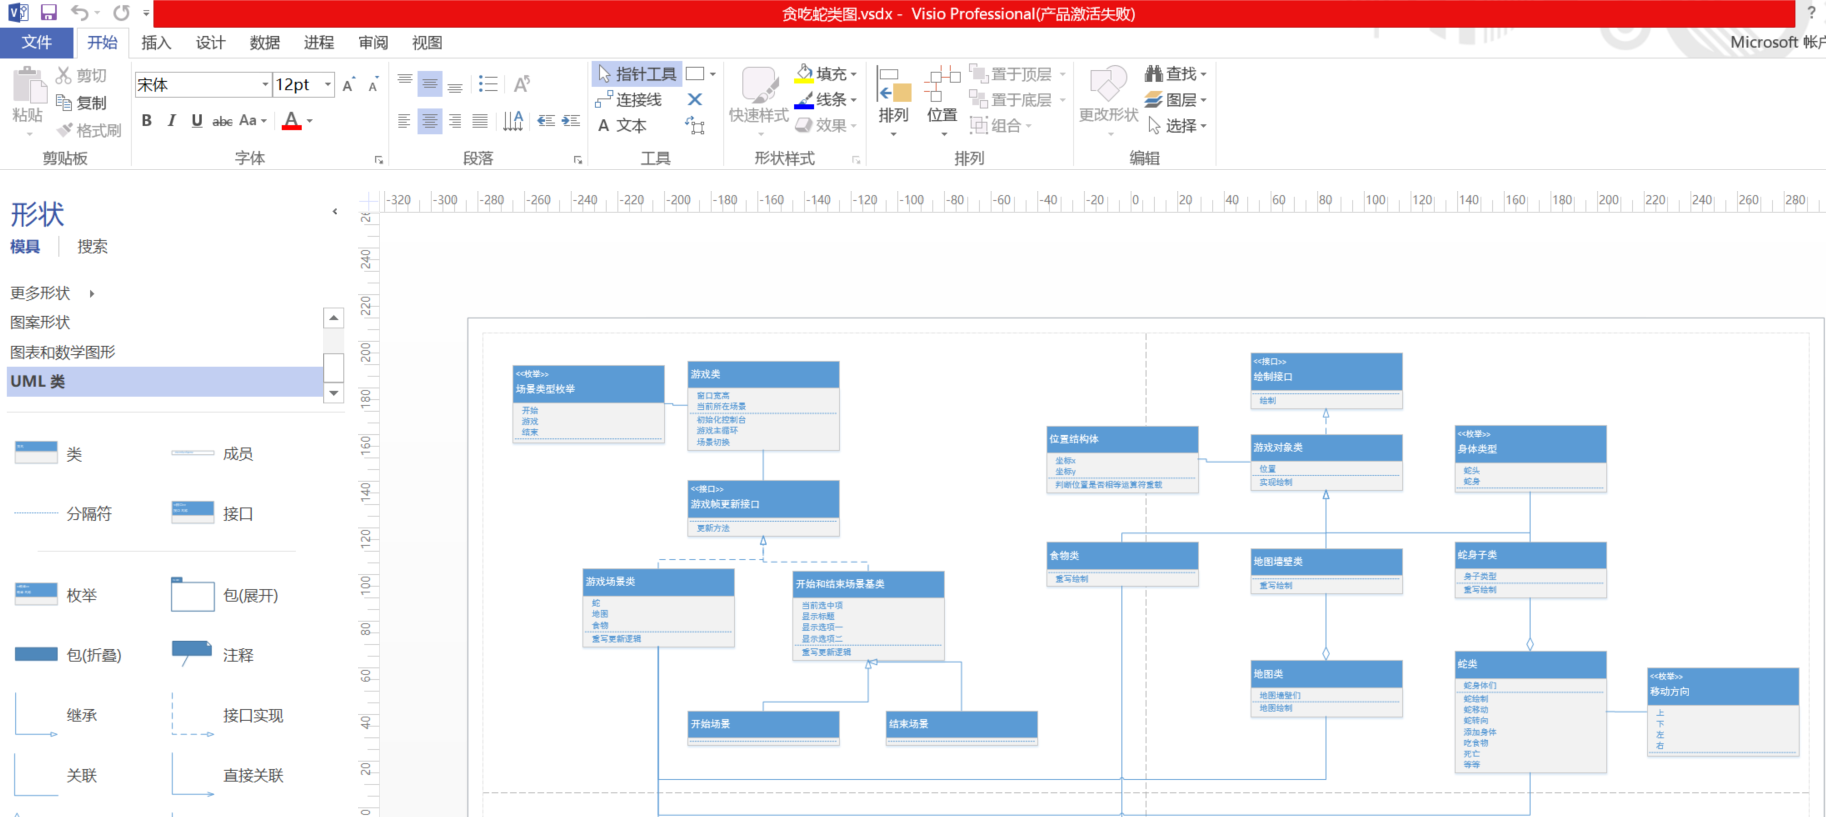 贪吃蛇类图.vsdx - Visio Professional(产品激活失败)
?
文件 开始 插入 设计 数据 进程 审阅 视图
Microsoft 帐户
粘贴
剪切
复制
格式刷
剪贴板
宋体 12pt
B I U abc Aa A
字体
段落
指针工具
连接线
A 文本
工具
快速样式
填充
线条
效果
形状样式
排列
位置
置于顶层
置于底层
组合
排列
更改形状
查找
图层
选择
编辑
形状
模具 搜索
更多形状
图案形状
图表和数学图形
UML 类
类 成员
分隔符 接口
枚举 包(展开)
包(折叠) 注释
继承 接口实现
关联 直接关联
-320 -300 -280 -260 -240 -220 -200 -180 -160 -140 -120 -100 -80 -60 -40 -20 0 20 40 60 80 100 120 140 160 180 200 220 240 260 280
240
220
200
180
160
140
120
100
80
60
40
20
<<枚举>>
场景类型枚举
开始
游戏
结束
游戏类
窗口宽高
当前所在场景
初始化控制台
游戏主循环
场景切换
<<接口>>
游戏帧更新接口
更新方法
游戏场景类
蛇
地图
食物
重写更新逻辑
开始和结束场景基类
当前选中项
显示标题
显示选项一
显示选项二
重写更新逻辑
开始场景
结束场景
<<接口>>
绘制接口
绘制
位置结构体
坐标x
坐标y
判断位置是否相等运算符重载
游戏对象类
位置
实现绘制
<<枚举>>
身体类型
蛇头
蛇身
食物类
重写绘制
地图墙壁类
重写绘制
蛇身子类
身子类型
重写绘制
地图类
地图墙壁们
地图绘制
蛇类
蛇身体们
蛇绘制
蛇移动
蛇转向
添加身体
吃食物
死亡
等等
<<枚举>>
移动方向
上
下
左
右